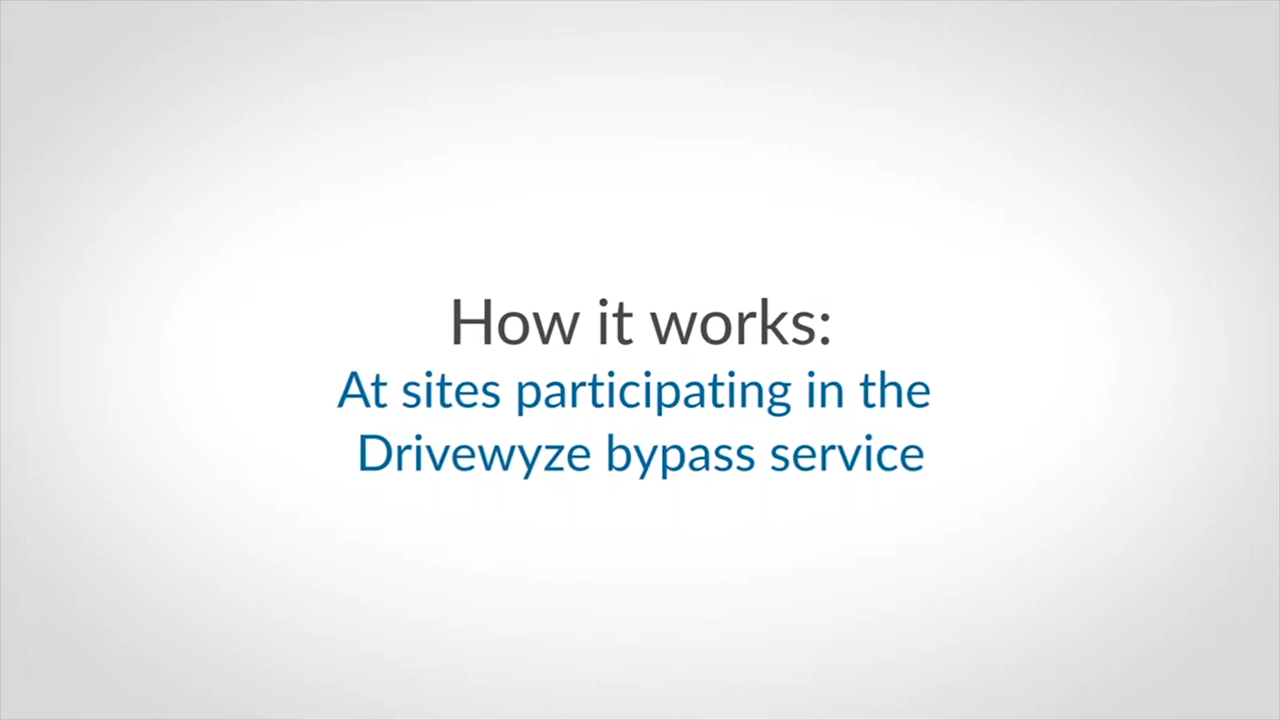 How it works:
At sites participating in the
Drivewyze bypass service